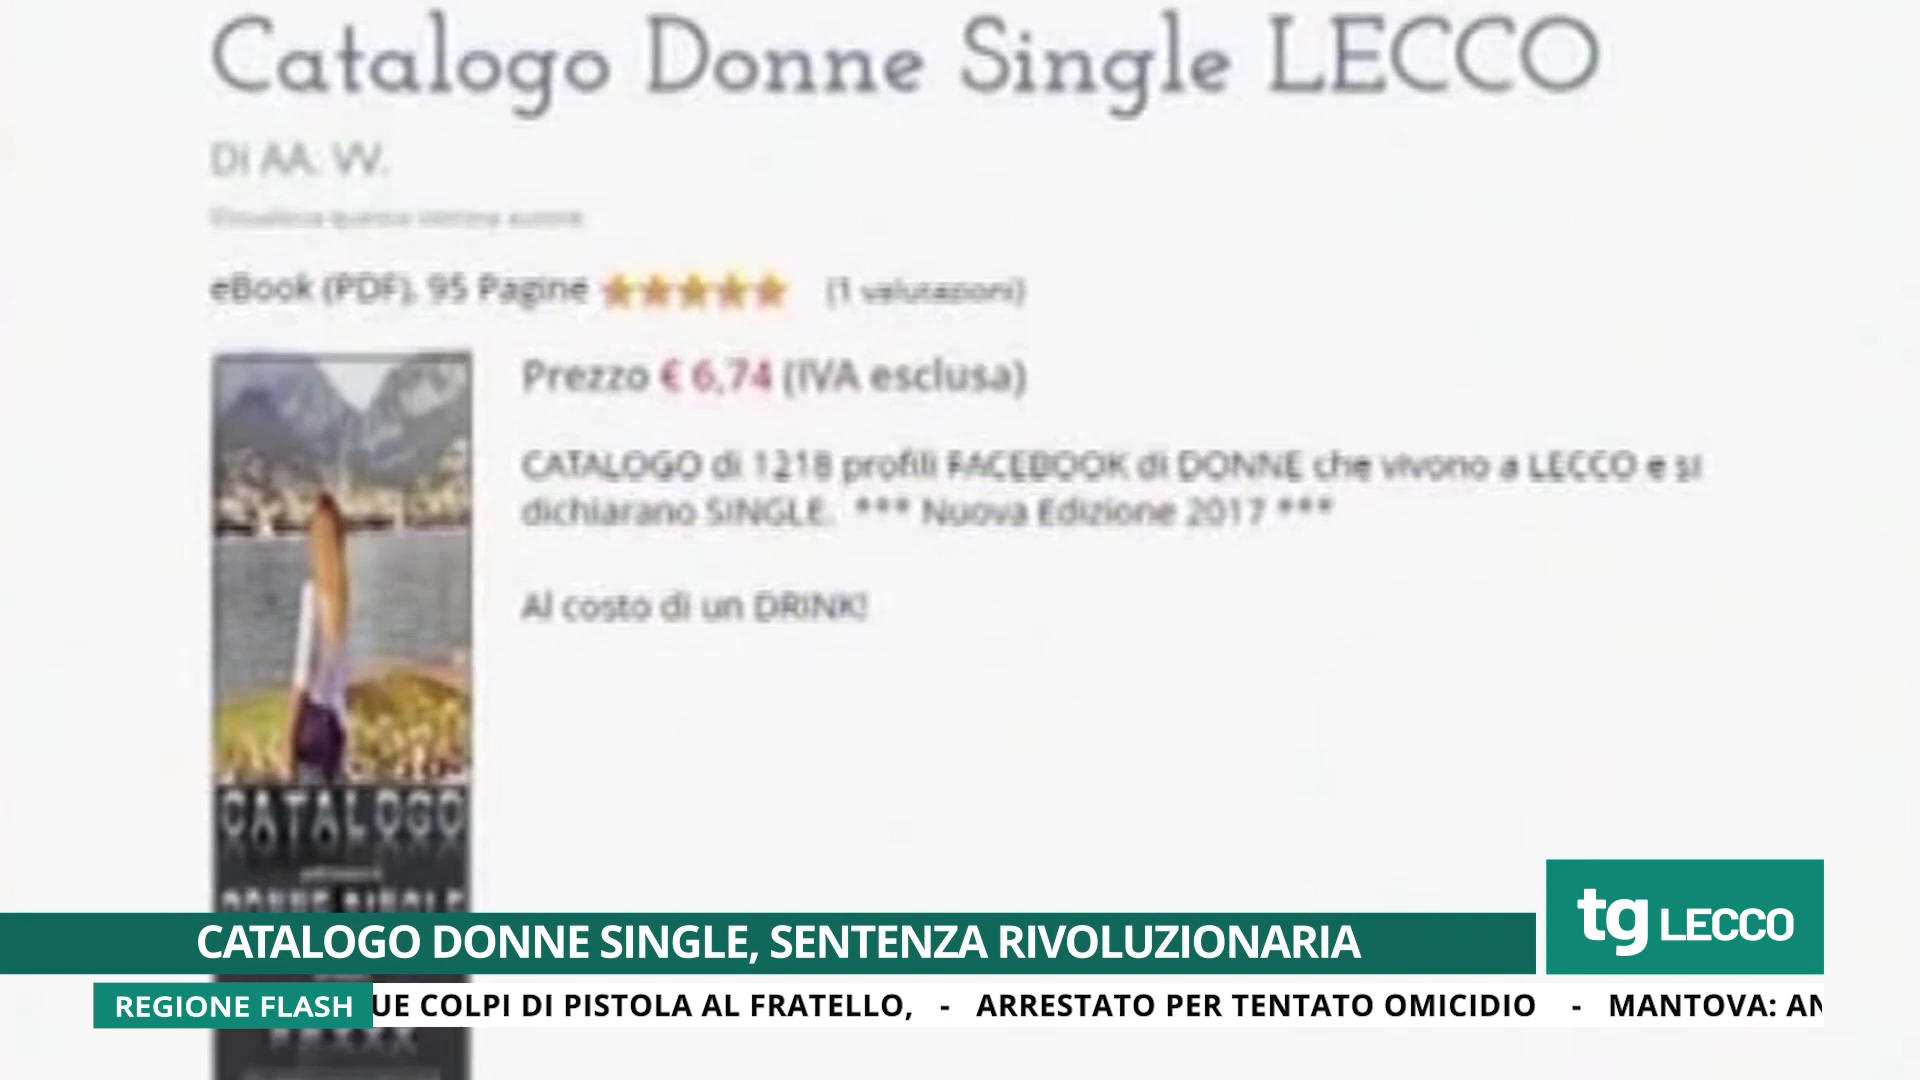 Catalogo Donne Single LECCO
DI AA. VV.
eBook (PDF), 95 Pagine (1 valutazioni)
Prezzo € 6,74 (IVA esclusa)
CATALOGO di 1218 profili FACEBOOK di DONNE che vivono a LECCO e si
dichiarano SINGLE. *** Nuova Edizione 2017 ***
Al costo di un DRINK!
CATALOGO
DONNE SINGLE
CATALOGO DONNE SINGLE, SENTENZA RIVOLUZIONARIA
tg LECCO
REGIONE FLASH UE COLPI DI PISTOLA AL FRATELLO, - ARRESTATO PER TENTATO OMICIDIO - MANTOVA: AN